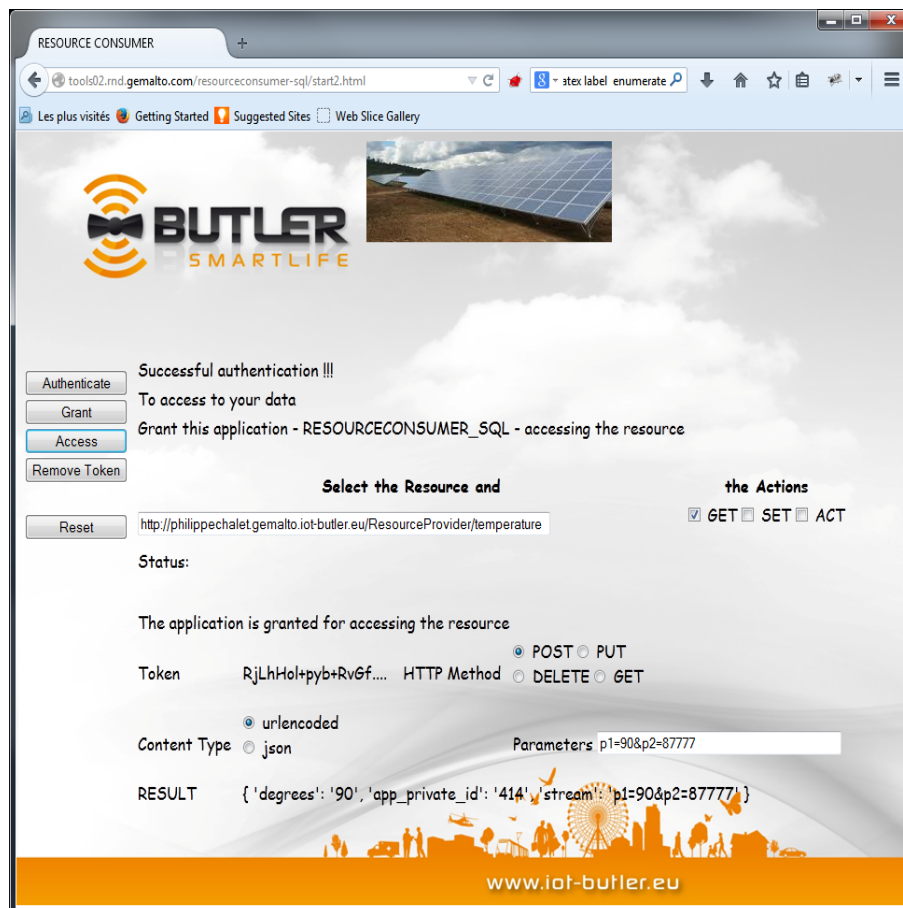 RESOURCE CONSUMER
tools02.rnd.gemalto.com/resourceconsumer-sql/start2.html
atex label enumerate
Les plus visités Getting Started Suggested Sites Web Slice Gallery
BUTLER
SMARTLIFE
Successful authentication !!!
Authenticate
To access to your data
Grant
Grant this application - RESOURCECONSUMER_SQL - accessing the resource
Access
Remove Token
Select the Resource and the Actions
Reset
http://philippechalet.gemalto.iot-butler.eu/ResourceProvider/temperature
GET SET ACT
Status:
The application is granted for accessing the resource
POST PUT
Token RjLhHol+pyb+RvGf.... HTTP Method
DELETE GET
urlencoded
Content Type json
Parameters p1=90&p2=87777
RESULT { 'degrees': '90', 'app_private_id': '414', 'stream': 'p1=90&p2=87777' }
www.iot-butler.eu